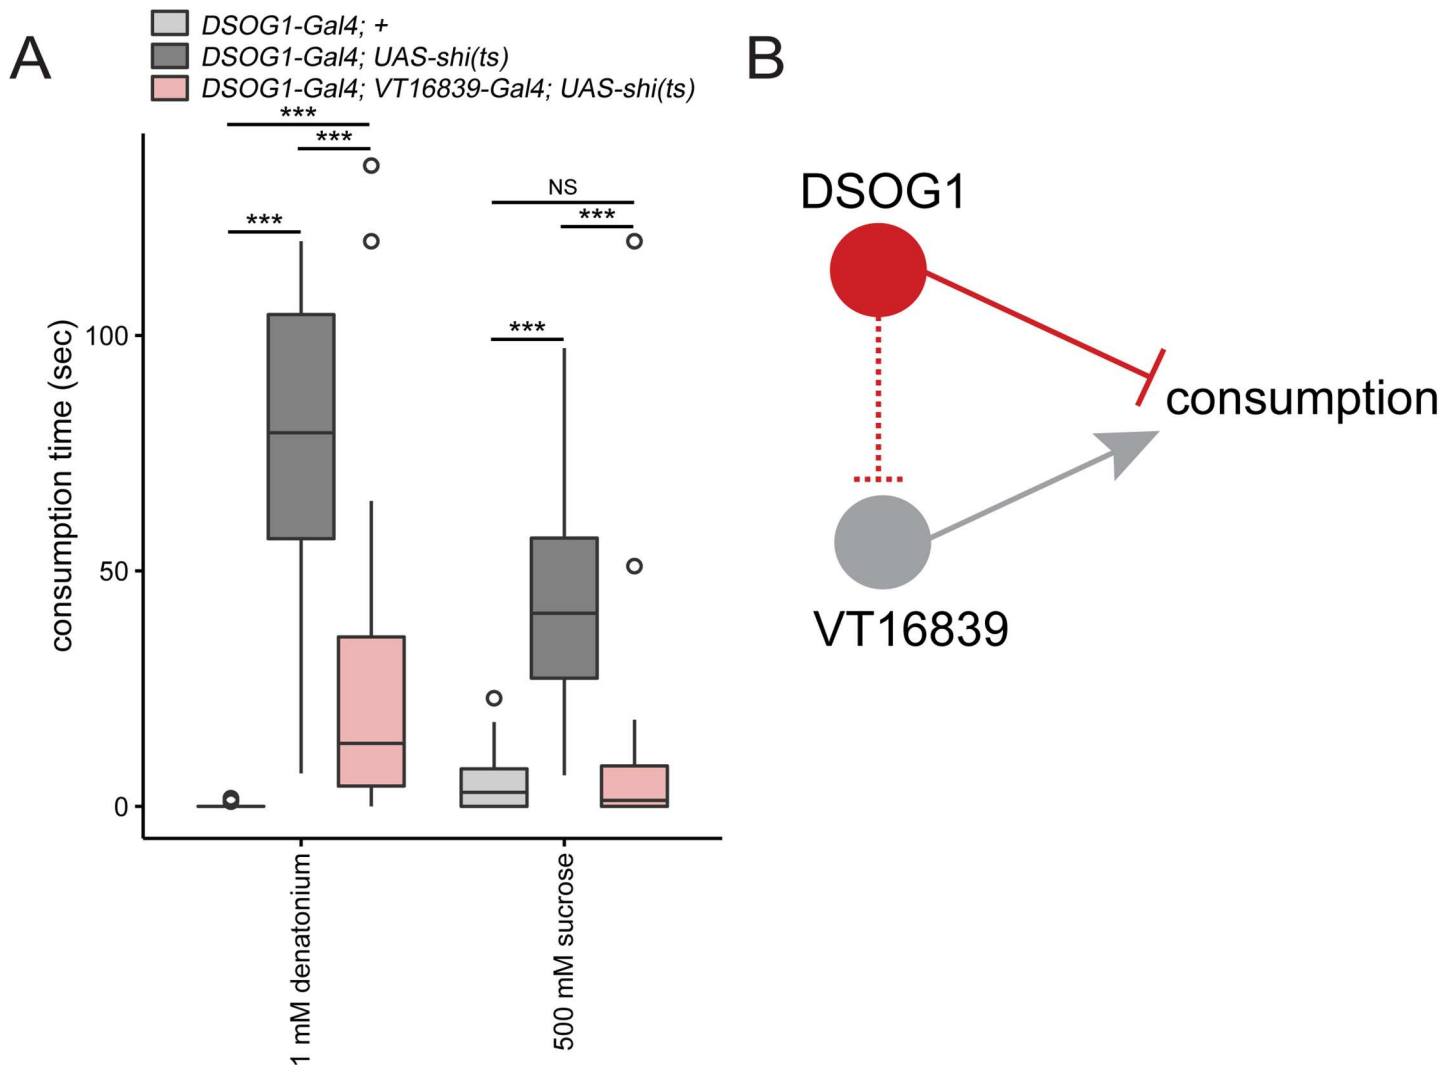 A
DSOG1-Gal4; +
DSOG1-Gal4; UAS-shi(ts)
DSOG1-Gal4; VT16839-Gal4; UAS-shi(ts)
***
***
***
NS
***
***
consumption time (sec)
100
50
0
1 mM denatonium
500 mM sucrose
B
DSOG1
consumption
VT16839